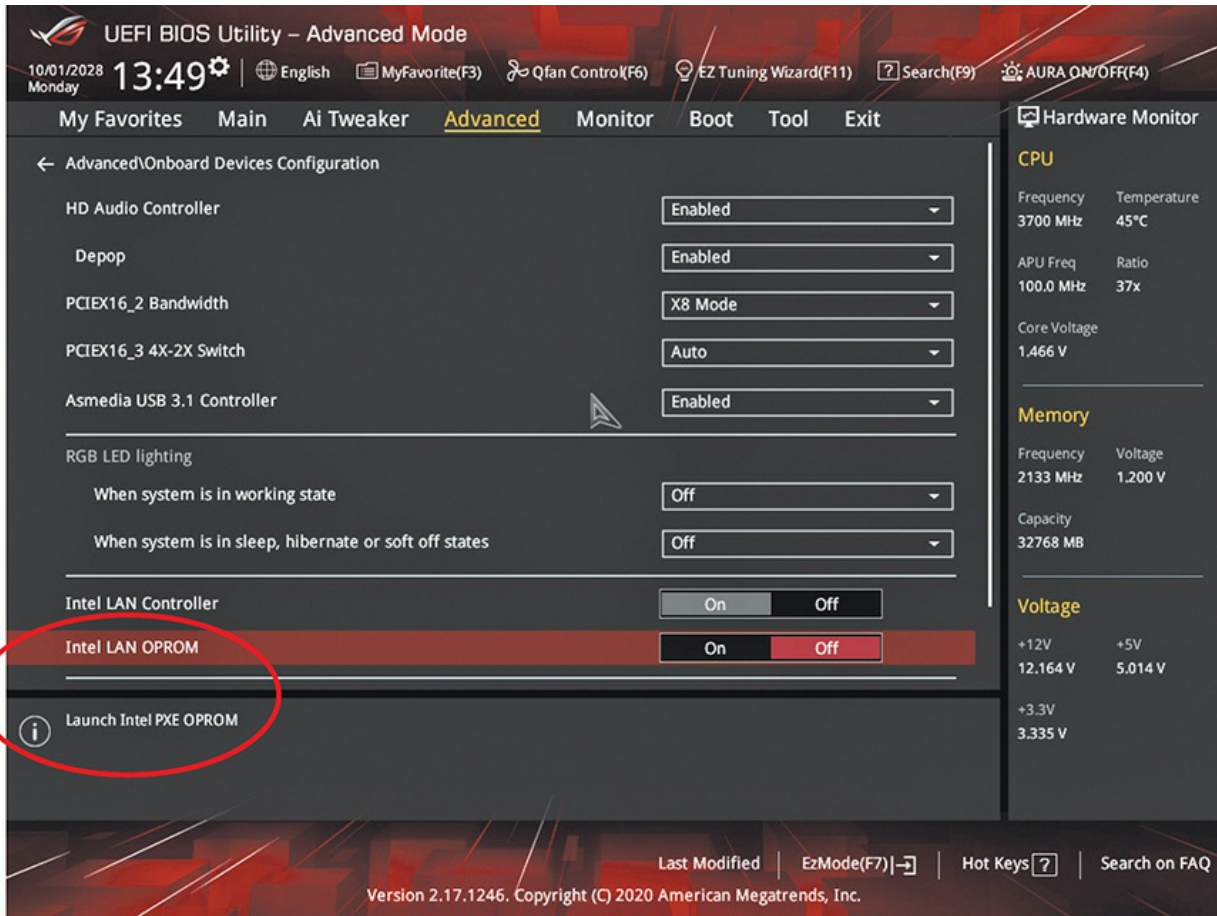 UEFI BIOS Utility – Advanced Mode
10/01/2028
Monday
13:49
English
MyFavorite(F3)
Qfan Control(F6)
EZ Tuning Wizard(F11)
? Search(F9)
AURA ON/OFF(F4)
My Favorites Main Ai Tweaker Advanced Monitor Boot Tool Exit
Hardware Monitor
← Advanced\Onboard Devices Configuration
HD Audio Controller Enabled
Depop Enabled
PCIEX16_2 Bandwidth X8 Mode
PCIEX16_3 4X-2X Switch Auto
Asmedia USB 3.1 Controller Enabled
RGB LED lighting
When system is in working state Off
When system is in sleep, hibernate or soft off states Off
Intel LAN Controller On Off
Intel LAN OPROM On Off
i Launch Intel PXE OPROM
CPU
Frequency Temperature
3700 MHz 45°C
APU Freq Ratio
100.0 MHz 37x
Core Voltage
1.466 V
Memory
Frequency Voltage
2133 MHz 1.200 V
Capacity
32768 MB
Voltage
+12V +5V
12.164 V 5.014 V
+3.3V
3.335 V
Last Modified EzMode(F7) Hot Keys ? Search on FAQ
Version 2.17.1246. Copyright (C) 2020 American Megatrends, Inc.